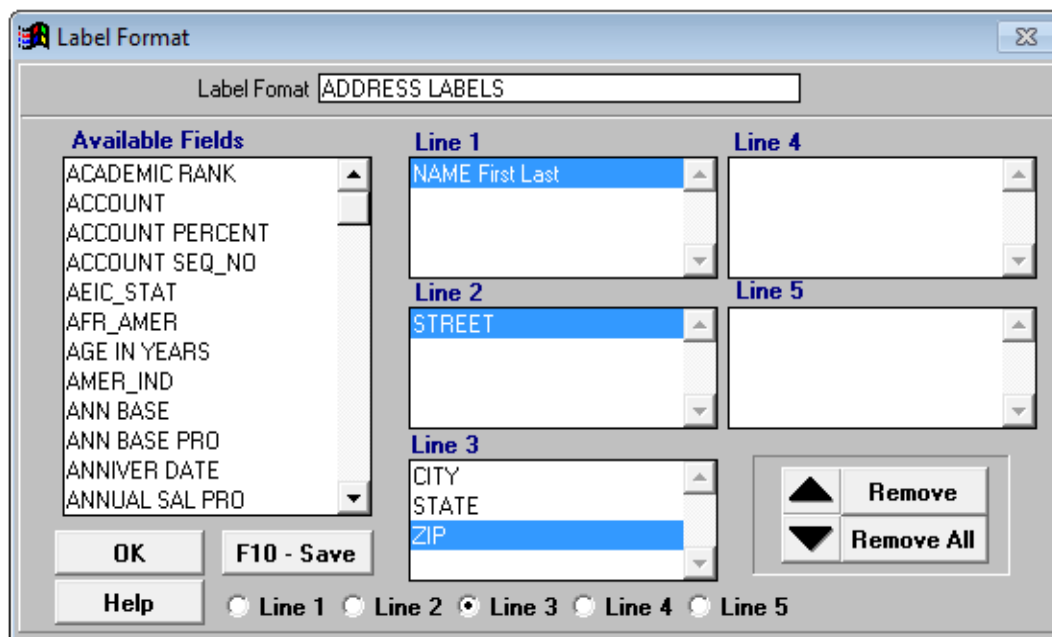 Label Format
Label Fomat ADDRESS LABELS
Available Fields
ACADEMIC RANK
ACCOUNT
ACCOUNT PERCENT
ACCOUNT SEQ_NO
AEIC_STAT
AFR_AMER
AGE IN YEARS
AMER_IND
ANN BASE
ANN BASE PRO
ANNIVER DATE
ANNUAL SAL PRO
Line 1
NAME First Last
Line 2
STREET
Line 3
CITY
STATE
ZIP
Line 4
Line 5
Remove
Remove All
OK
F10 - Save
Help
Line 1 Line 2 Line 3 Line 4 Line 5